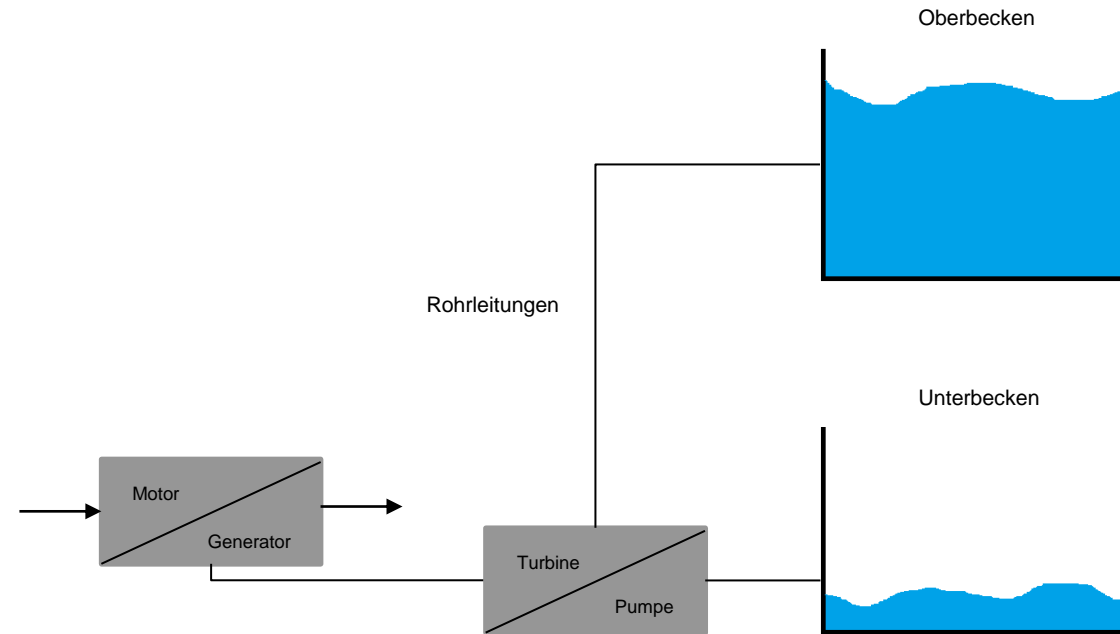 Oberbecken
Rohrleitungen
Unterbecken
Motor
Generator
Turbine
Pumpe